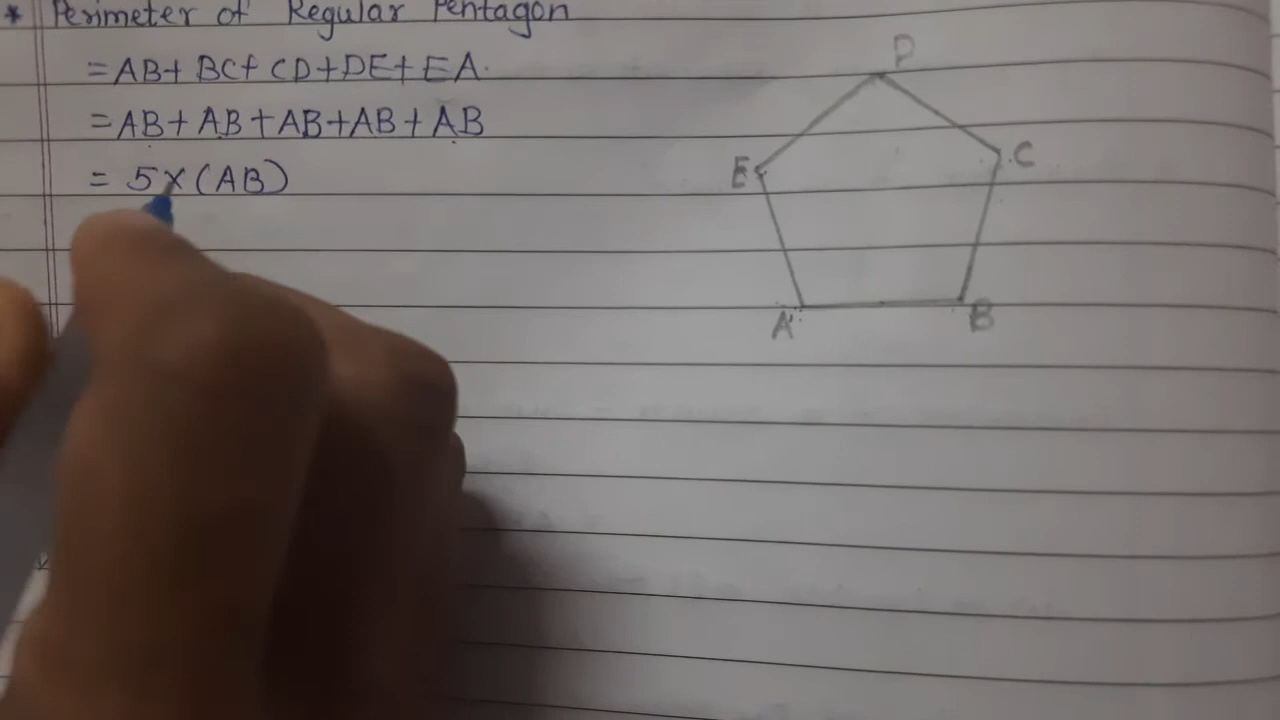 * Perimeter of Regular Pentagon
= AB+ BC+ CD+DE+ EA.
= AB+ AB +AB+AB + AB
= 5×(AB)
D
E
C
A
B